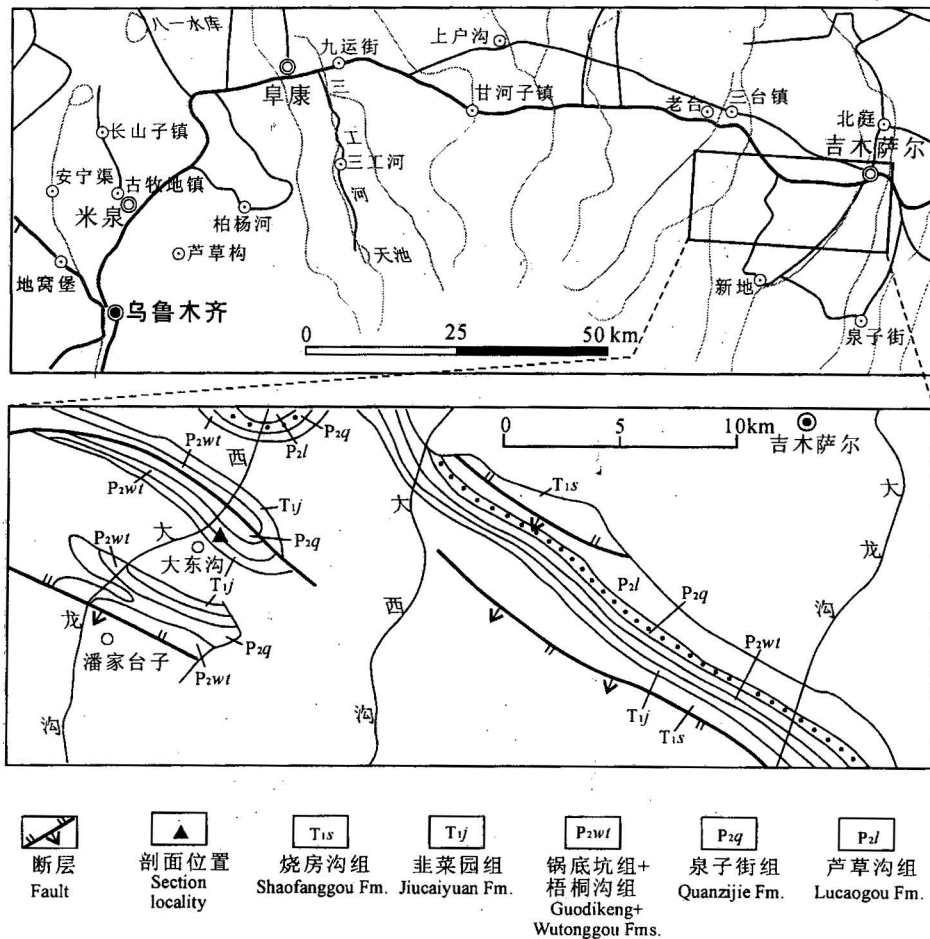 八一水库
九运街
上户沟
阜康
三
工
河
甘河子镇
老台
三台镇
北庭
长山子镇
三工河
吉木萨尔
安宁渠
古牧地镇
米泉
柏杨河
芦草构
天池
地窝堡
新地
乌鲁木齐
泉子街
0 25 50 km
P2wt
P2l
P2q
西
大
龙
沟
P2wt
T1j
P2q
大东沟
P2wt
T1j
P2q
潘家台子
P2wt
0 5 10km
吉木萨尔
T1s
大
西
沟
大
龙
沟
P2l
P2q
P2wt
T1j
T1s
断层
Fault
剖面位置
Section
locality
T1s
烧房沟组
Shaofanggou Fm.
T1j
韭菜园组
Jiucaiyuan Fm.
P2wt
锅底坑组+
梧桐沟组
Guodikeng+
Wutonggou Fms.
P2q
泉子街组
Quanzijie Fm.
P2l
芦草沟组
Lucaogou Fm.